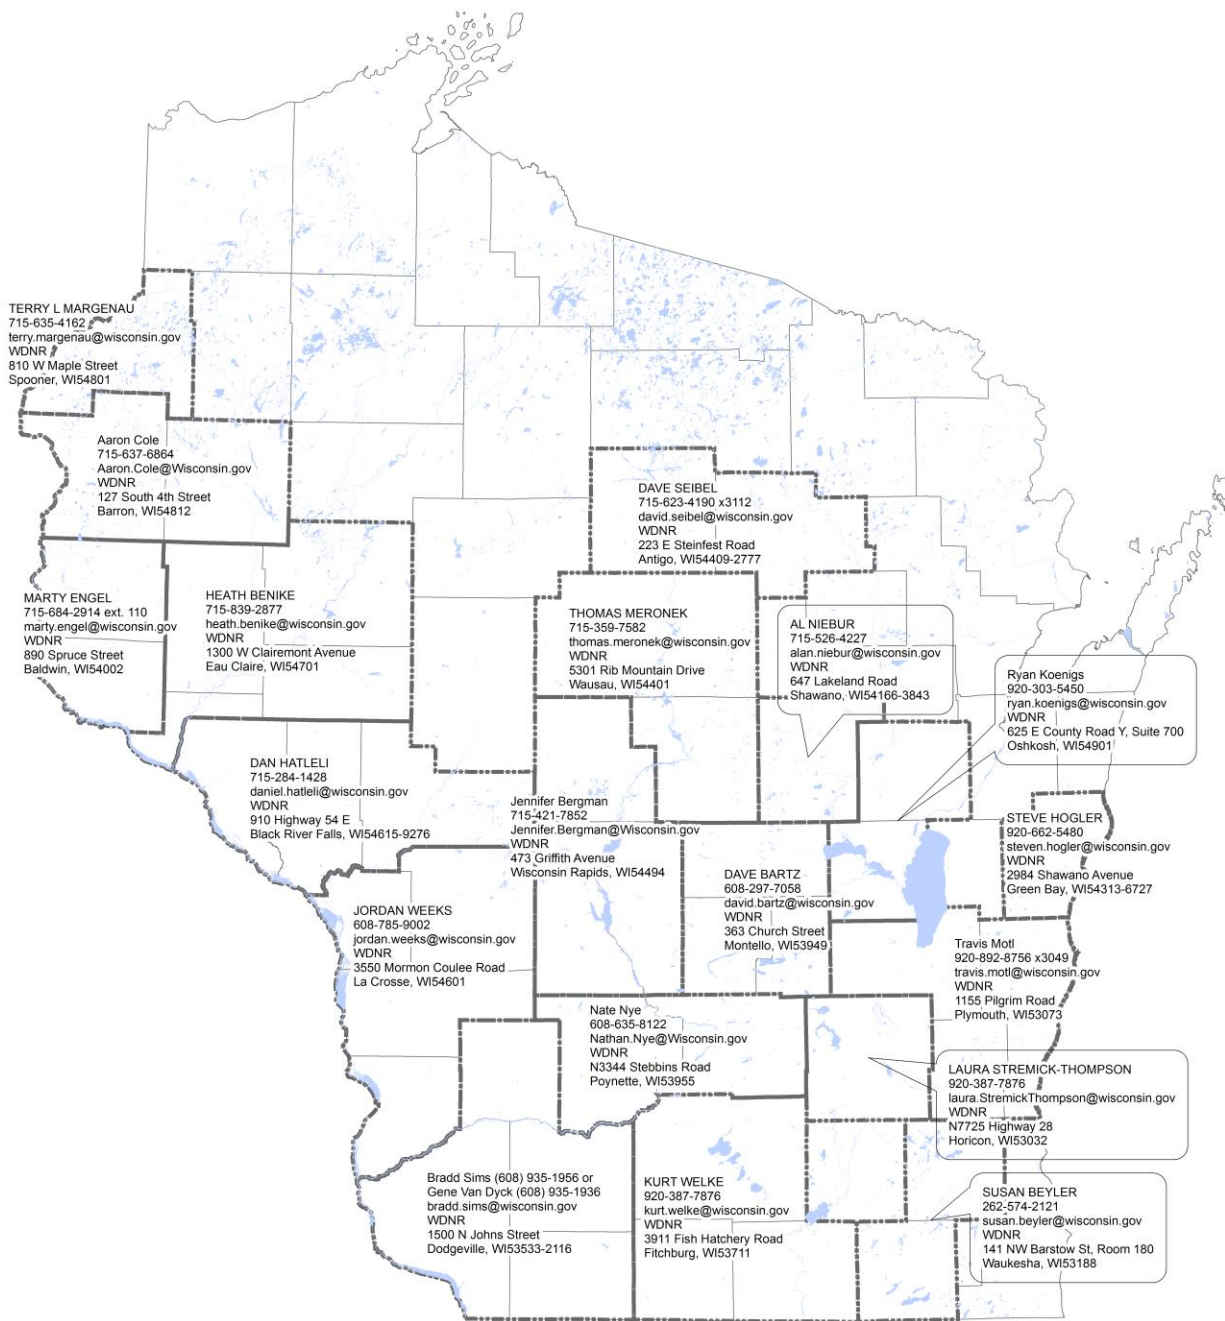 TERRY L MARGENAU
715-635-4162
terry.margenau@wisconsin.gov
WDNR
810 W Maple Street
Spooner, WI54801
Aaron Cole
715-637-6864
Aaron.Cole@Wisconsin.gov
WDNR
127 South 4th Street
Barron, WI54812
DAVE SEIBEL
715-623-4190 x3112
david.seibel@wisconsin.gov
WDNR
223 E Steinfest Road
Antigo, WI54409-2777
MARTY ENGEL
715-684-2914 ext. 110
marty.engel@wisconsin.gov
WDNR
890 Spruce Street
Baldwin, WI54002
HEATH BENIKE
715-839-2877
heath.benike@wisconsin.gov
WDNR
1300 W Clairemont Avenue
Eau Claire, WI54701
THOMAS MERONEK
715-359-7582
thomas.meronek@wisconsin.gov
WDNR
5301 Rib Mountain Drive
Wausau, WI54401
AL NIEBUR
715-526-4227
alan.niebur@wisconsin.gov
WDNR
647 Lakeland Road
Shawano, WI54166-3843
Ryan Koenigs
920-303-5450
ryan.koenigs@wisconsin.gov
WDNR
625 E County Road Y, Suite 700
Oshkosh, WI54901
DAN HATLELI
715-284-1428
daniel.hatleli@wisconsin.gov
WDNR
910 Highway 54 E
Black River Falls, WI54615-9276
Jennifer Bergman
715-421-7852
Jennifer.Bergman@Wisconsin.gov
WDNR
473 Griffith Avenue
Wisconsin Rapids, WI54494
STEVE HOGLER
920-662-5480
steven.hogler@wisconsin.gov
WDNR
2984 Shawano Avenue
Green Bay, WI54313-6727
DAVE BARTZ
608-297-7058
david.bartz@wisconsin.gov
WDNR
363 Church Street
Montello, WI53949
JORDAN WEEKS
608-785-9002
jordan.weeks@wisconsin.gov
WDNR
3550 Mormon Coulee Road
La Crosse, WI54601
Travis Motl
920-892-8756 x3049
travis.motl@wisconsin.gov
WDNR
1155 Pilgrim Road
Plymouth, WI53073
Nate Nye
608-635-8122
Nathan.Nye@Wisconsin.gov
WDNR
N3344 Stebbins Road
Poynette, WI53955
LAURA STREMICK-THOMPSON
920-387-7876
laura.StremickThompson@wisconsin.gov
WDNR
N7725 Highway 28
Horicon, WI53032
Bradd Sims (608) 935-1956 or
Gene Van Dyck (608) 935-1936
bradd.sims@wisconsin.gov
WDNR
1500 N Johns Street
Dodgeville, WI53533-2116
KURT WELKE
920-387-7876
kurt.welke@wisconsin.gov
WDNR
3911 Fish Hatchery Road
Fitchburg, WI53711
SUSAN BEYLER
262-574-2121
susan.beyler@wisconsin.gov
WDNR
141 NW Barstow St, Room 180
Waukesha, WI53188